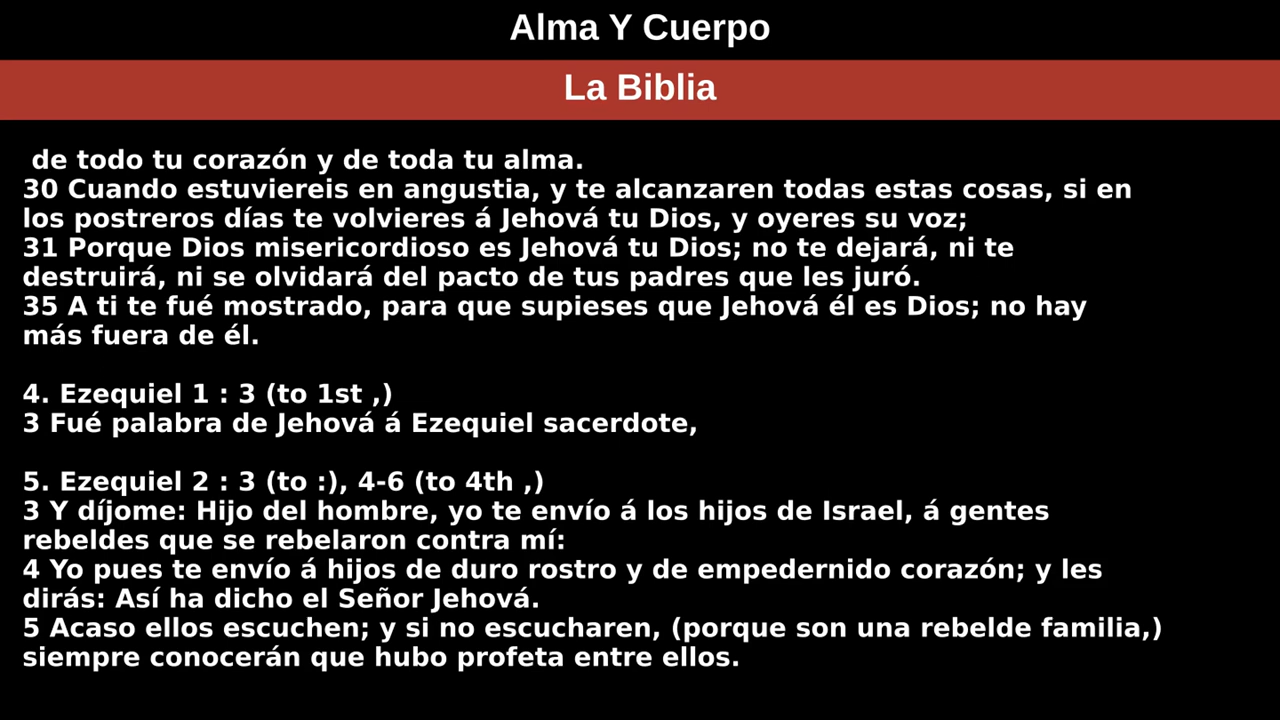 Alma Y Cuerpo
La Biblia
de todo tu corazón y de toda tu alma.
30 Cuando estuviereis en angustia, y te alcanzaren todas estas cosas, si en
los postreros días te volvieres á Jehová tu Dios, y oyeres su voz;
31 Porque Dios misericordioso es Jehová tu Dios; no te dejará, ni te
destruirá, ni se olvidará del pacto de tus padres que les juró.
35 A ti te fué mostrado, para que supieses que Jehová él es Dios; no hay
más fuera de él.
4. Ezequiel 1 : 3 (to 1st ,)
3 Fué palabra de Jehová á Ezequiel sacerdote,
5. Ezequiel 2 : 3 (to :), 4-6 (to 4th ,)
3 Y díjome: Hijo del hombre, yo te envío á los hijos de Israel, á gentes
rebeldes que se rebelaron contra mí:
4 Yo pues te envío á hijos de duro rostro y de empedernido corazón; y les
dirás: Así ha dicho el Señor Jehová.
5 Acaso ellos escuchen; y si no escucharen, (porque son una rebelde familia,)
siempre conocerán que hubo profeta entre ellos.